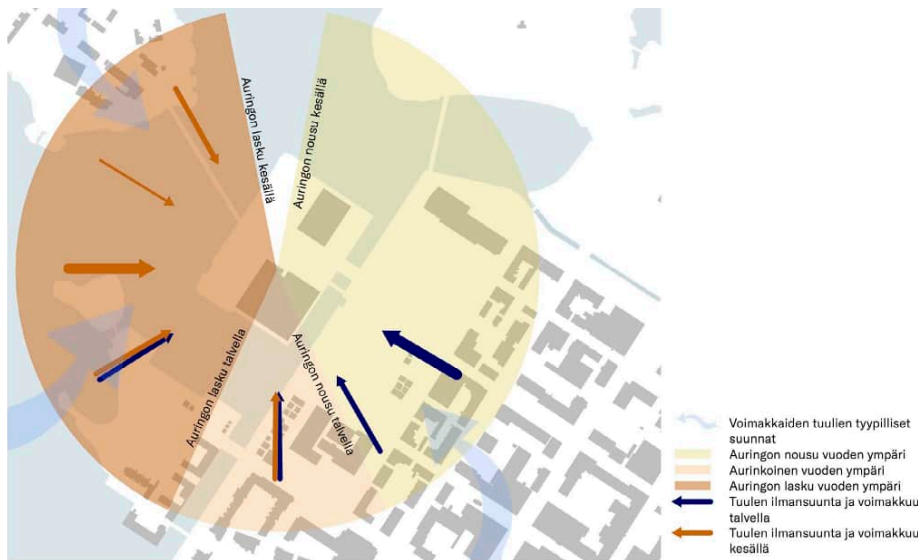 Auringon lasku kesällä
Auringon nousu kesällä
Auringon lasku talvella
Auringon nousu talvella
Voimakkaiden tuulien tyypilliset
suunnat
Auringon nousu vuoden ympäri
Aurinkoinen vuoden ympäri
Auringon lasku vuoden ympäri
Tuulen ilmansuunta ja voimakkuu
talvella
Tuulen ilmansuunta ja voimakkuu
kesällä